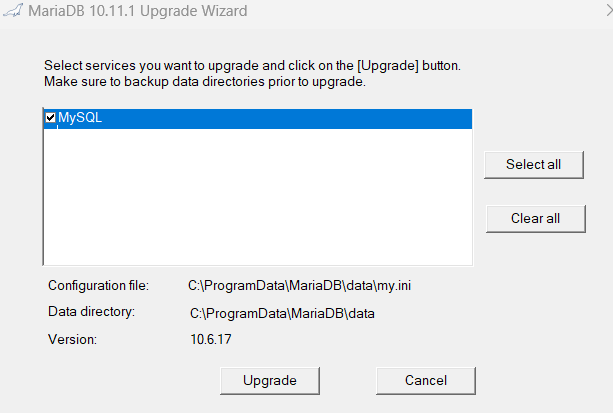 MariaDB 10.11.1 Upgrade Wizard
Select services you want to upgrade and click on the [Upgrade] button.
Make sure to backup data directories prior to upgrade.
MySQL
Select all
Clear all
Configuration file: C:\ProgramData\MariaDB\data\my.ini
Data directory: C:\ProgramData\MariaDB\data
Version: 10.6.17
Upgrade Cancel